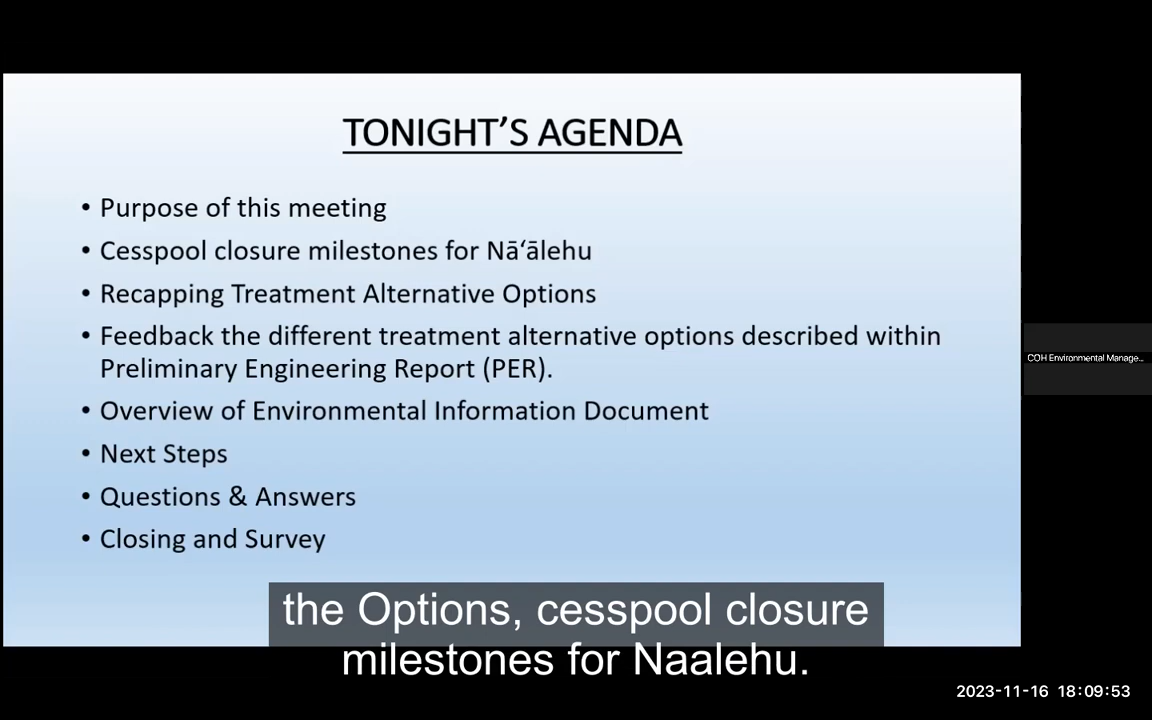 TONIGHT’S AGENDA
• Purpose of this meeting
• Cesspool closure milestones for Nā‘ālehu
• Recapping Treatment Alternative Options
• Feedback the different treatment alternative options described within
Preliminary Engineering Report (PER).
• Overview of Environmental Information Document
• Next Steps
• Questions & Answers
• Closing and Survey
COH Environmental Manage...
the Options, cesspool closure
milestones for Naalehu.
2023-11-16 18:09:53